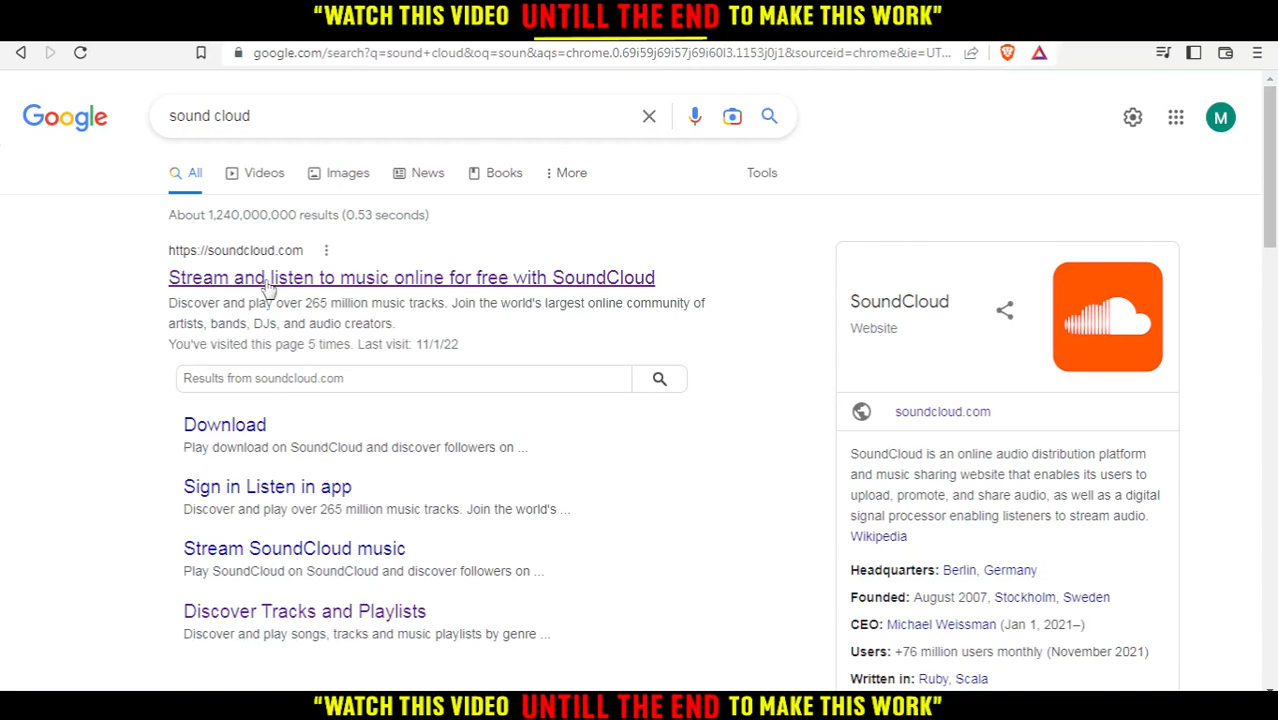 "WATCH THIS VIDEO UNTILL THE END TO MAKE THIS WORK"
google.com/search?q=sound+cloud&oq=soun&aqs=chrome.0.69i59j69i57j69i60l3.1153j0j1&sourceid=chrome&ie=UT...
Google
sound cloud
M
All
Videos
Images
News
Books
More
Tools
About 1,240,000,000 results (0.53 seconds)
https://soundcloud.com
Stream and listen to music online for free with SoundCloud
Discover and play over 265 million music tracks. Join the world's largest online community of
artists, bands, DJs, and audio creators.
You've visited this page 5 times. Last visit: 11/1/22
Results from soundcloud.com
Download
Play download on SoundCloud and discover followers on ...
Sign in Listen in app
Discover and play over 265 million music tracks. Join the world's ...
Stream SoundCloud music
Play SoundCloud on SoundCloud and discover followers on ...
Discover Tracks and Playlists
Discover and play songs, tracks and music playlists by genre ...
SoundCloud
Website
soundcloud.com
SoundCloud is an online audio distribution platform
and music sharing website that enables its users to
upload, promote, and share audio, as well as a digital
signal processor enabling listeners to stream audio.
Wikipedia
Headquarters: Berlin, Germany
Founded: August 2007, Stockholm, Sweden
CEO: Michael Weissman (Jan 1, 2021–)
Users: +76 million users monthly (November 2021)
Written in: Ruby, Scala
"WATCH THIS VIDEO UNTILL THE END TO MAKE THIS WORK"